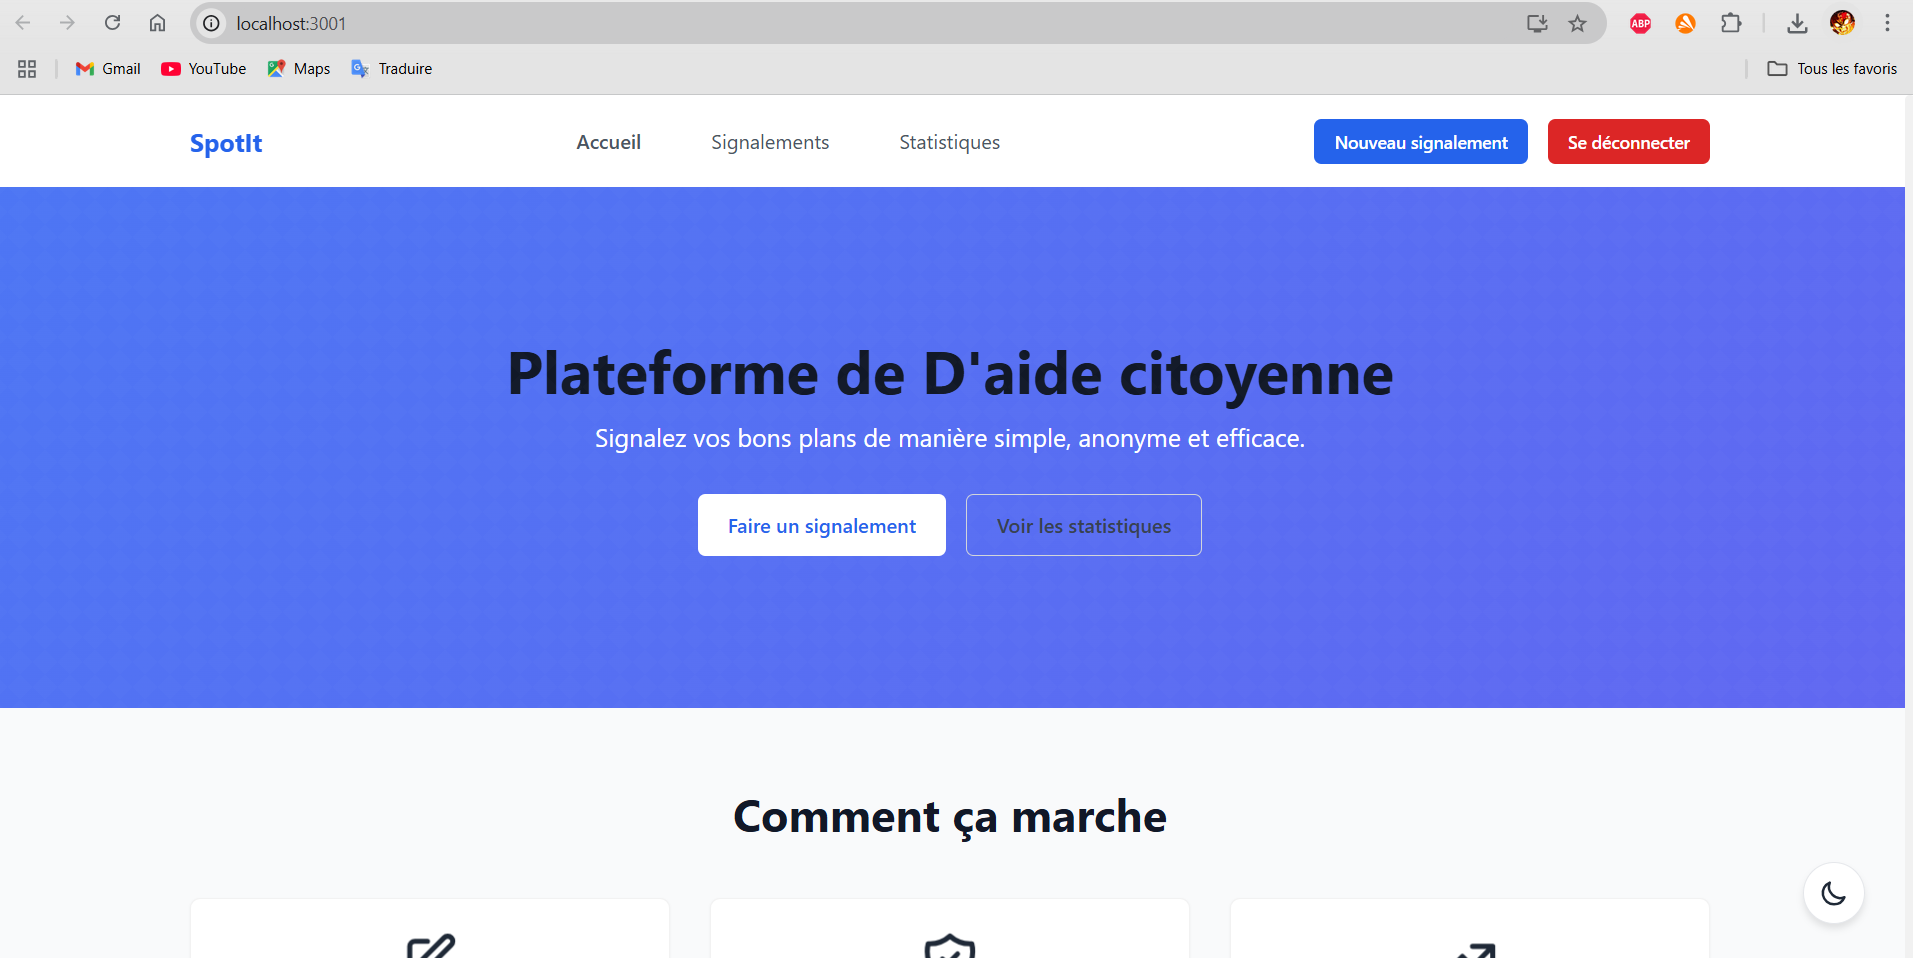 localhost:3001
ABP
Gmail
YouTube
Maps
Traduire
Tous les favoris
SpotIt
Accueil
Signalements
Statistiques
Nouveau signalement
Se déconnecter
Plateforme de D'aide citoyenne
Signalez vos bons plans de manière simple, anonyme et efficace.
Faire un signalement
Voir les statistiques
Comment ça marche